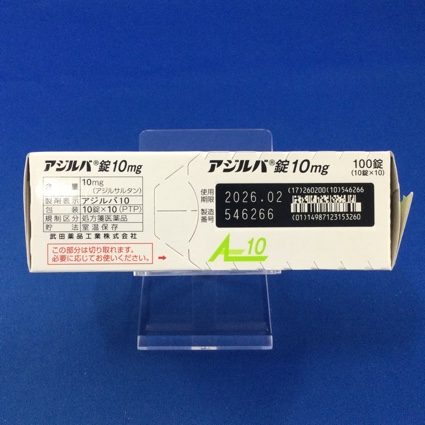 アジルバ®錠10mg
アジルバ®錠10mg 100錠
(10錠×10)
含量 10mg
(アジルサルタン)
製剤表示 アジルバ10
包装 10錠×10(PTP)
規制区分 処方箋医薬品
貯法 室温保存
武田薬品工業株式会社
この部分は切り取れます。
必要に応じてお使いください。→
使用期限 2026.02
製造番号 546266
(17)260200(10)546266
(01)14987123153260
A 10